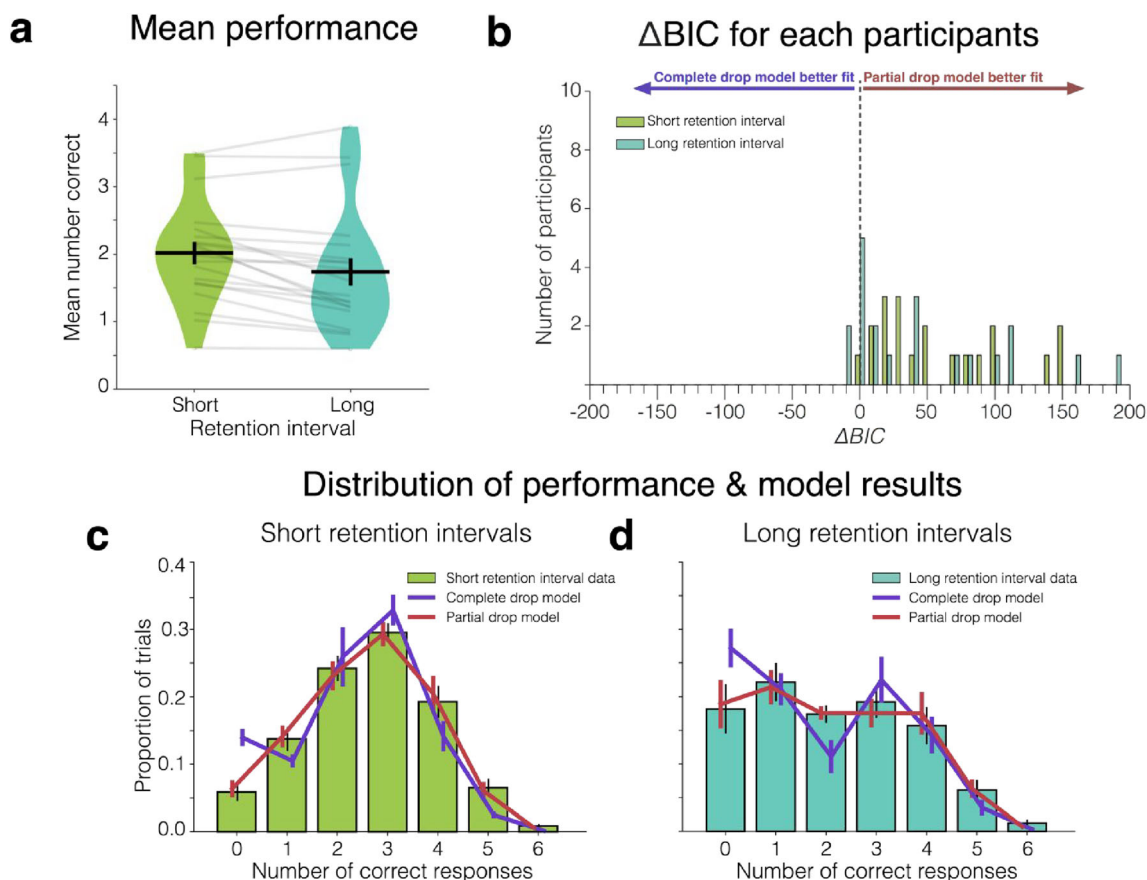 a
Mean performance
Mean number correct
4
3
2
1
0
Short
Long
Retention interval
b
ΔBIC for each participants
Complete drop model better fit
Partial drop model better fit
Short retention interval
Long retention interval
Number of participants
10
8
6
4
2
-200 -150 -100 -50 0 50 100 150 200
ΔBIC
Distribution of performance & model results
c
Short retention intervals
Short retention interval data
Complete drop model
Partial drop model
Proportion of trials
0.4
0.3
0.2
0.1
0.0
0 1 2 3 4 5 6
Number of correct responses
d
Long retention intervals
Long retention interval data
Complete drop model
Partial drop model
0 1 2 3 4 5 6
Number of correct responses